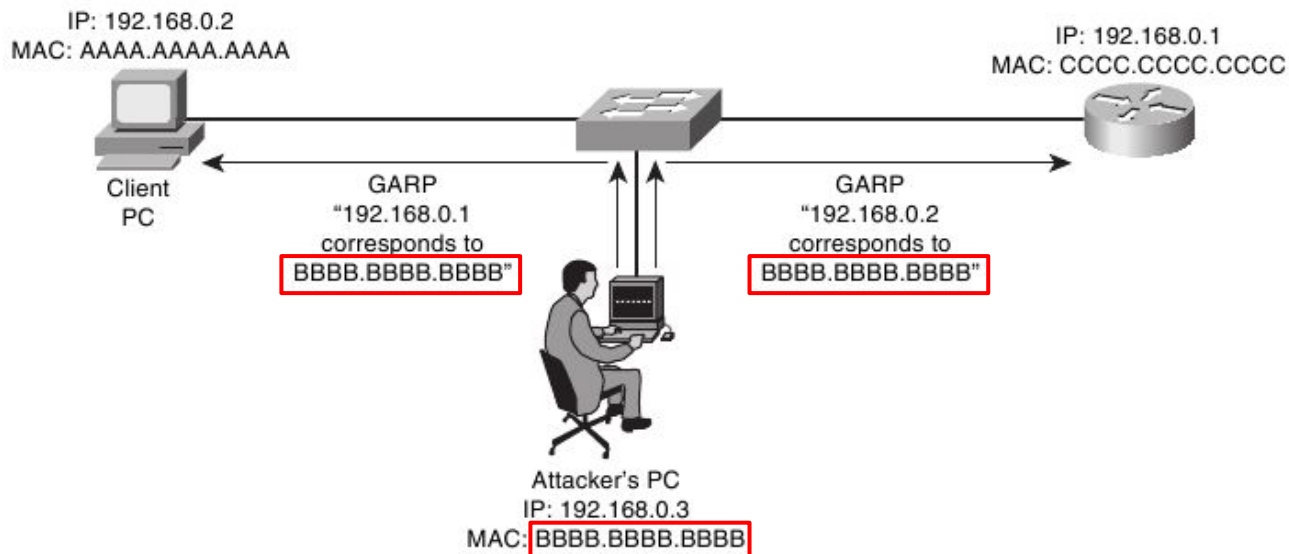 IP: 192.168.0.2
MAC: AAAA.AAAA.AAAA
IP: 192.168.0.1
MAC: CCCC.CCCC.CCCC
Client
PC
GARP
“192.168.0.1
corresponds to
BBBB.BBBB.BBBB”
GARP
“192.168.0.2
corresponds to
BBBB.BBBB.BBBB”
Attacker's PC
IP: 192.168.0.3
MAC: BBBB.BBBB.BBBB